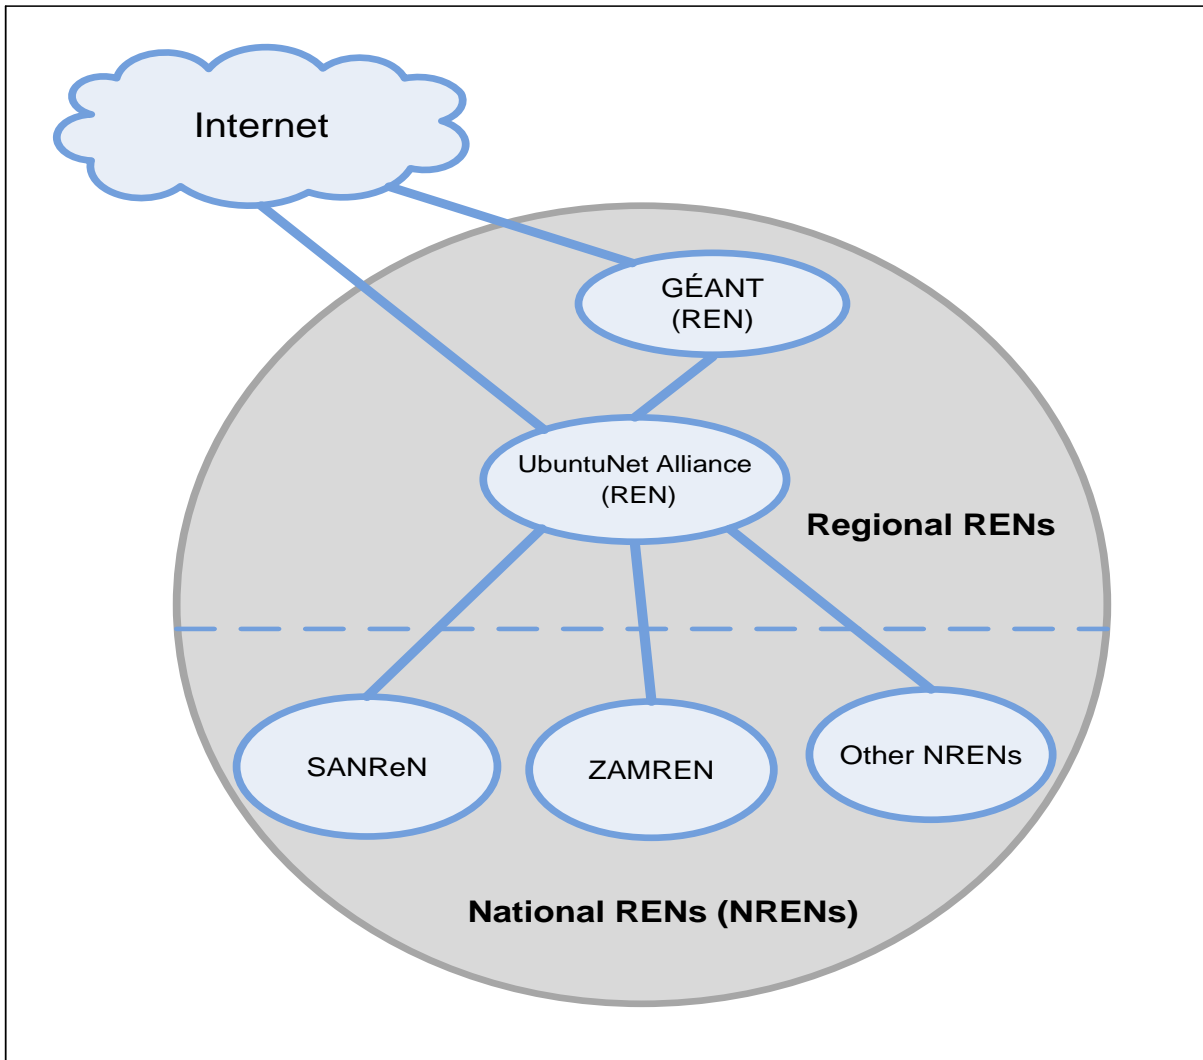 Internet
GÉANT
(REN)
UbuntuNet Alliance
(REN)
Regional RENs
SANReN
ZAMREN
Other NRENs
National RENs (NRENs)